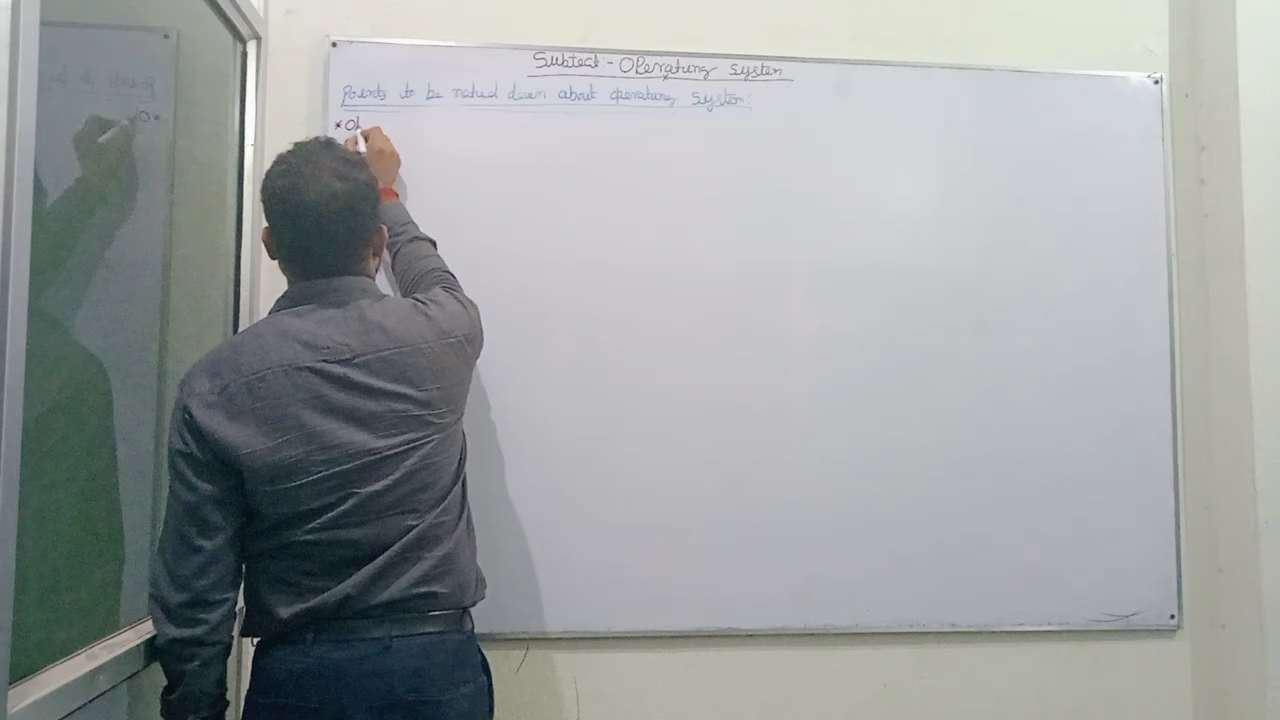 Subject:- Operating System
Points to be noted down about operating system:
* O